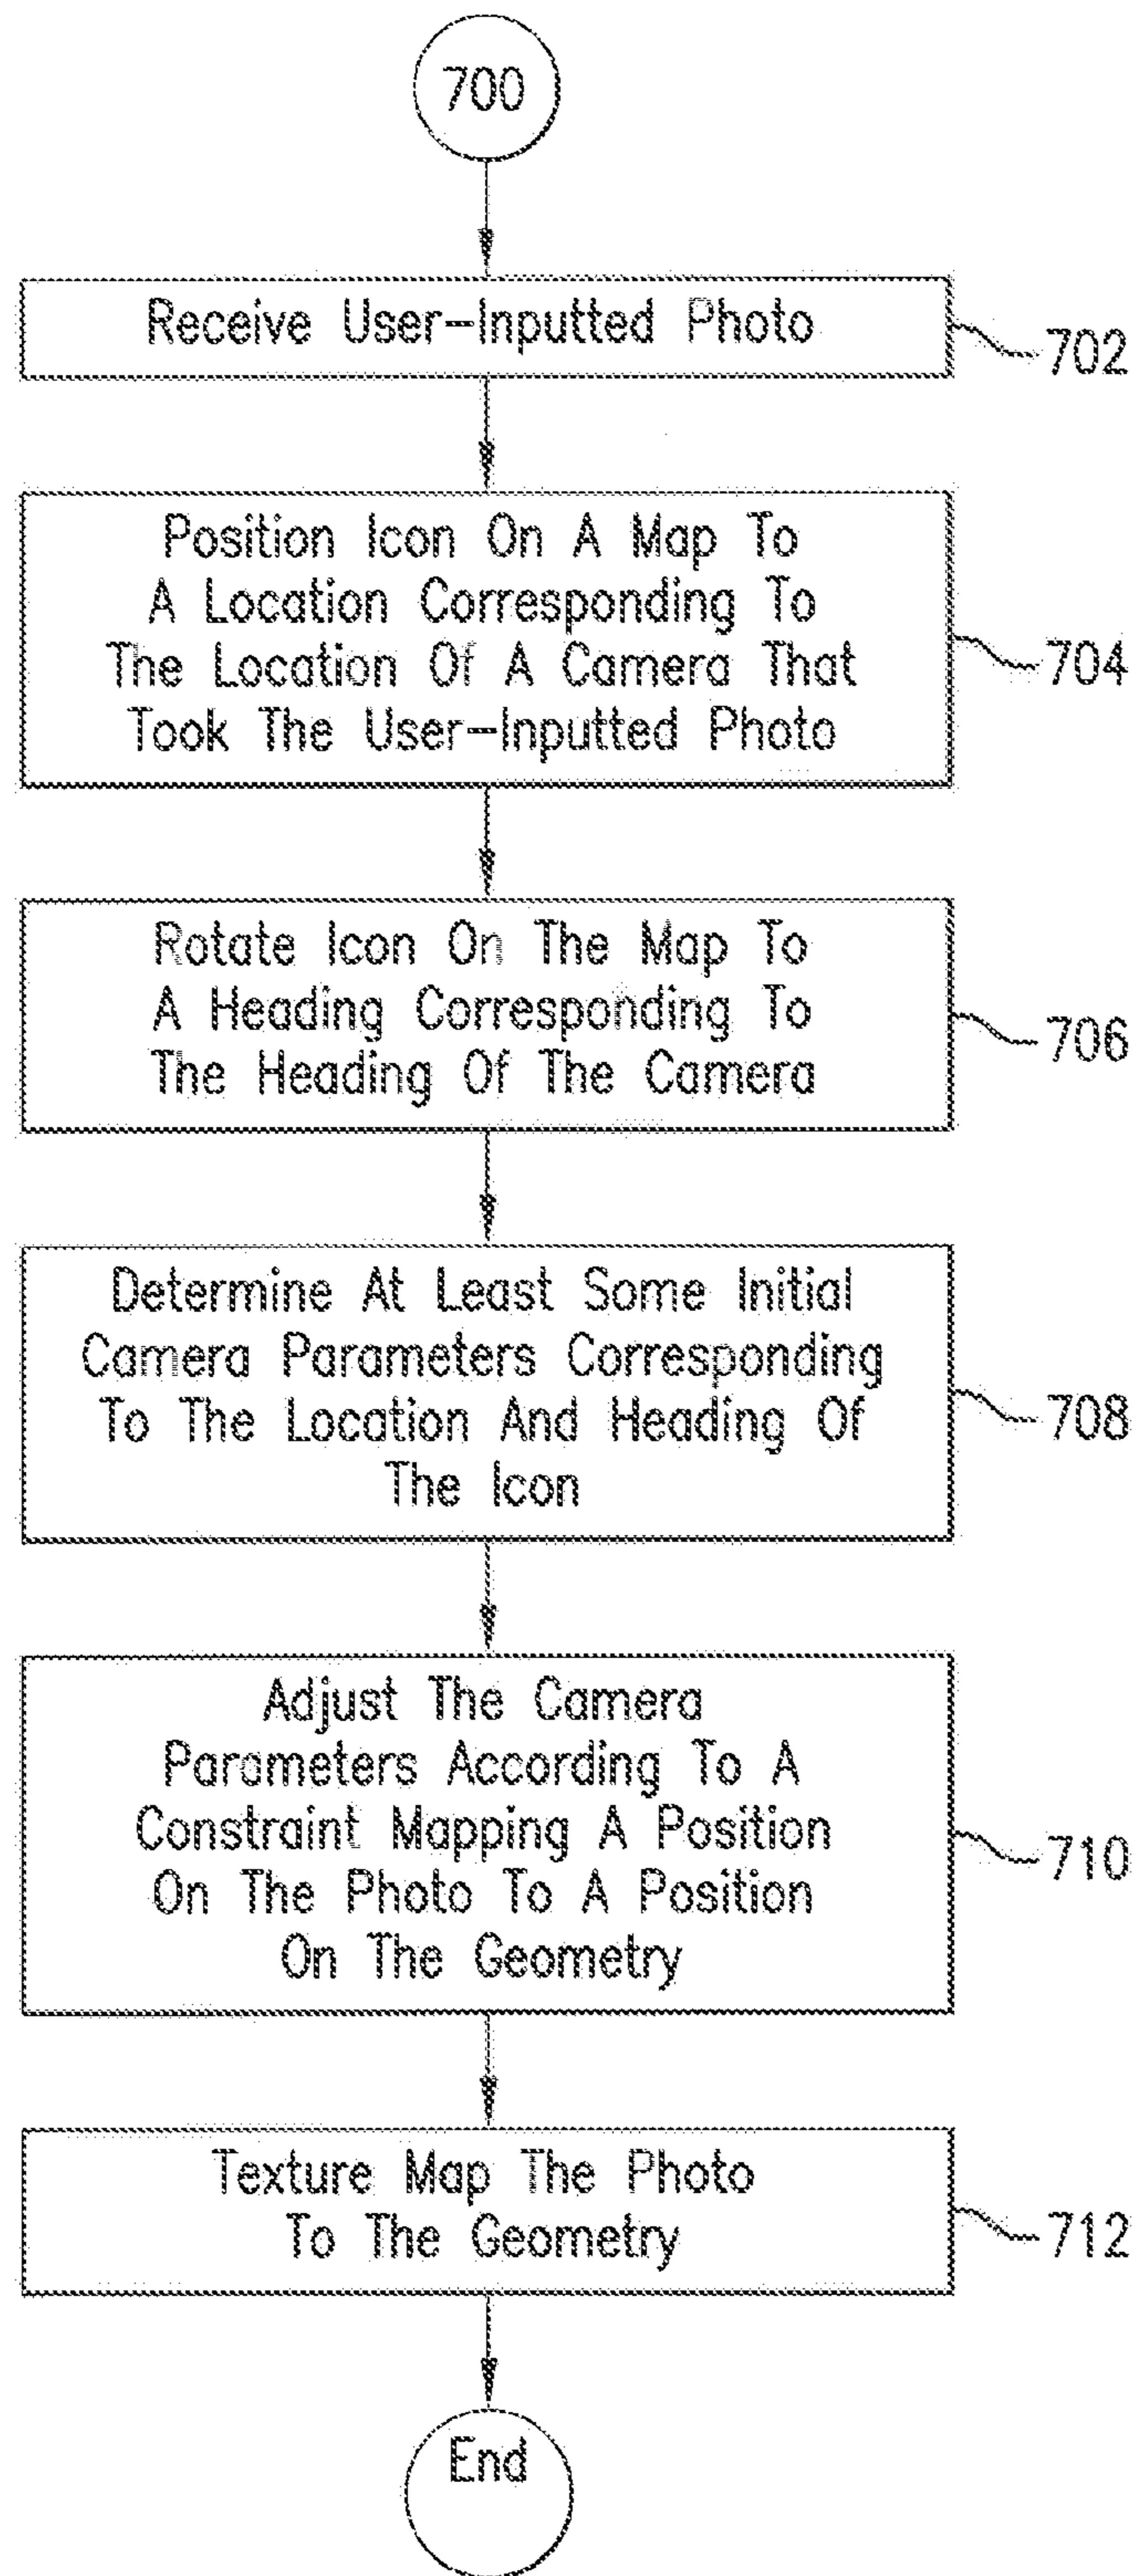 700
Receive User-Inputted Photo
702
Position Icon On A Map To
A Location Corresponding To
The Location Of A Camera That
Took The User-Inputted Photo
704
Rotate Icon On The Map To
A Heading Corresponding To
The Heading Of The Camera
706
Determine At Least Some Initial
Camera Parameters Corresponding
To The Location And Heading Of
The Icon
708
Adjust The Camera
Parameters According To A
Constraint Mapping A Position
On The Photo To A Position
On The Geometry
710
Texture Map The Photo
To The Geometry
712
End